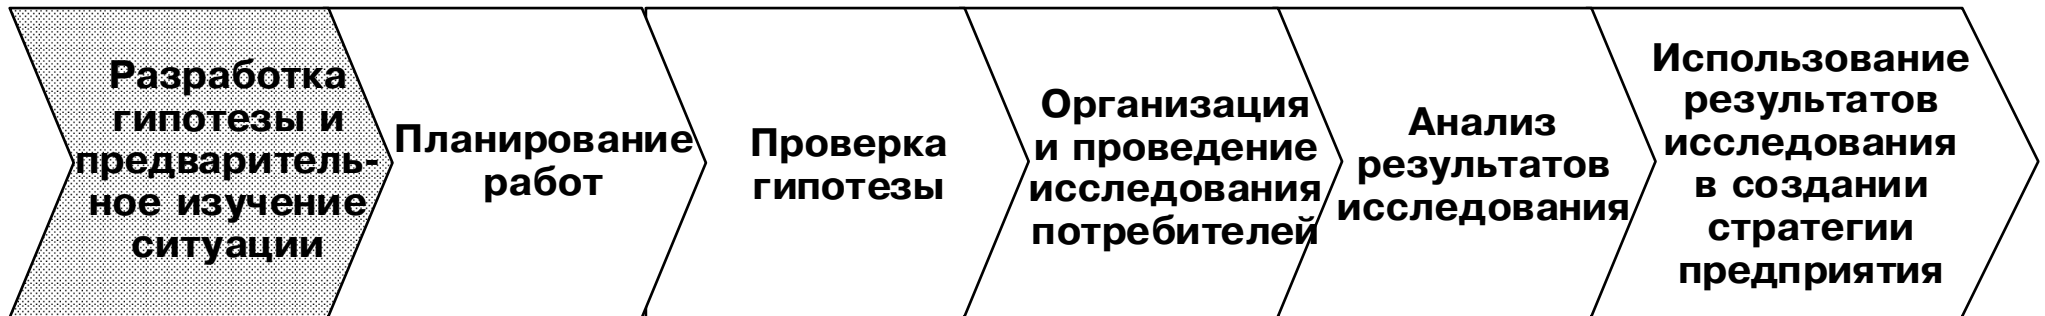 Разработка
гипотезы и
предваритель-
ное изучение
ситуации
Планирование
работ
Проверка
гипотезы
Организация
и проведение
исследования
потребителей
Анализ
результатов
исследования
Использование
результатов
исследования
в создании
стратегии
предприятия